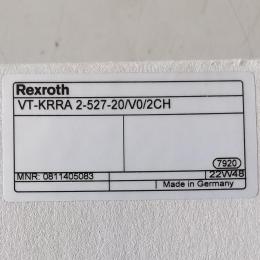 Rexroth
VT-KRRA 2-527-20/V0/2CH
7920
MNR: 0811405083
22W48
Made in Germany